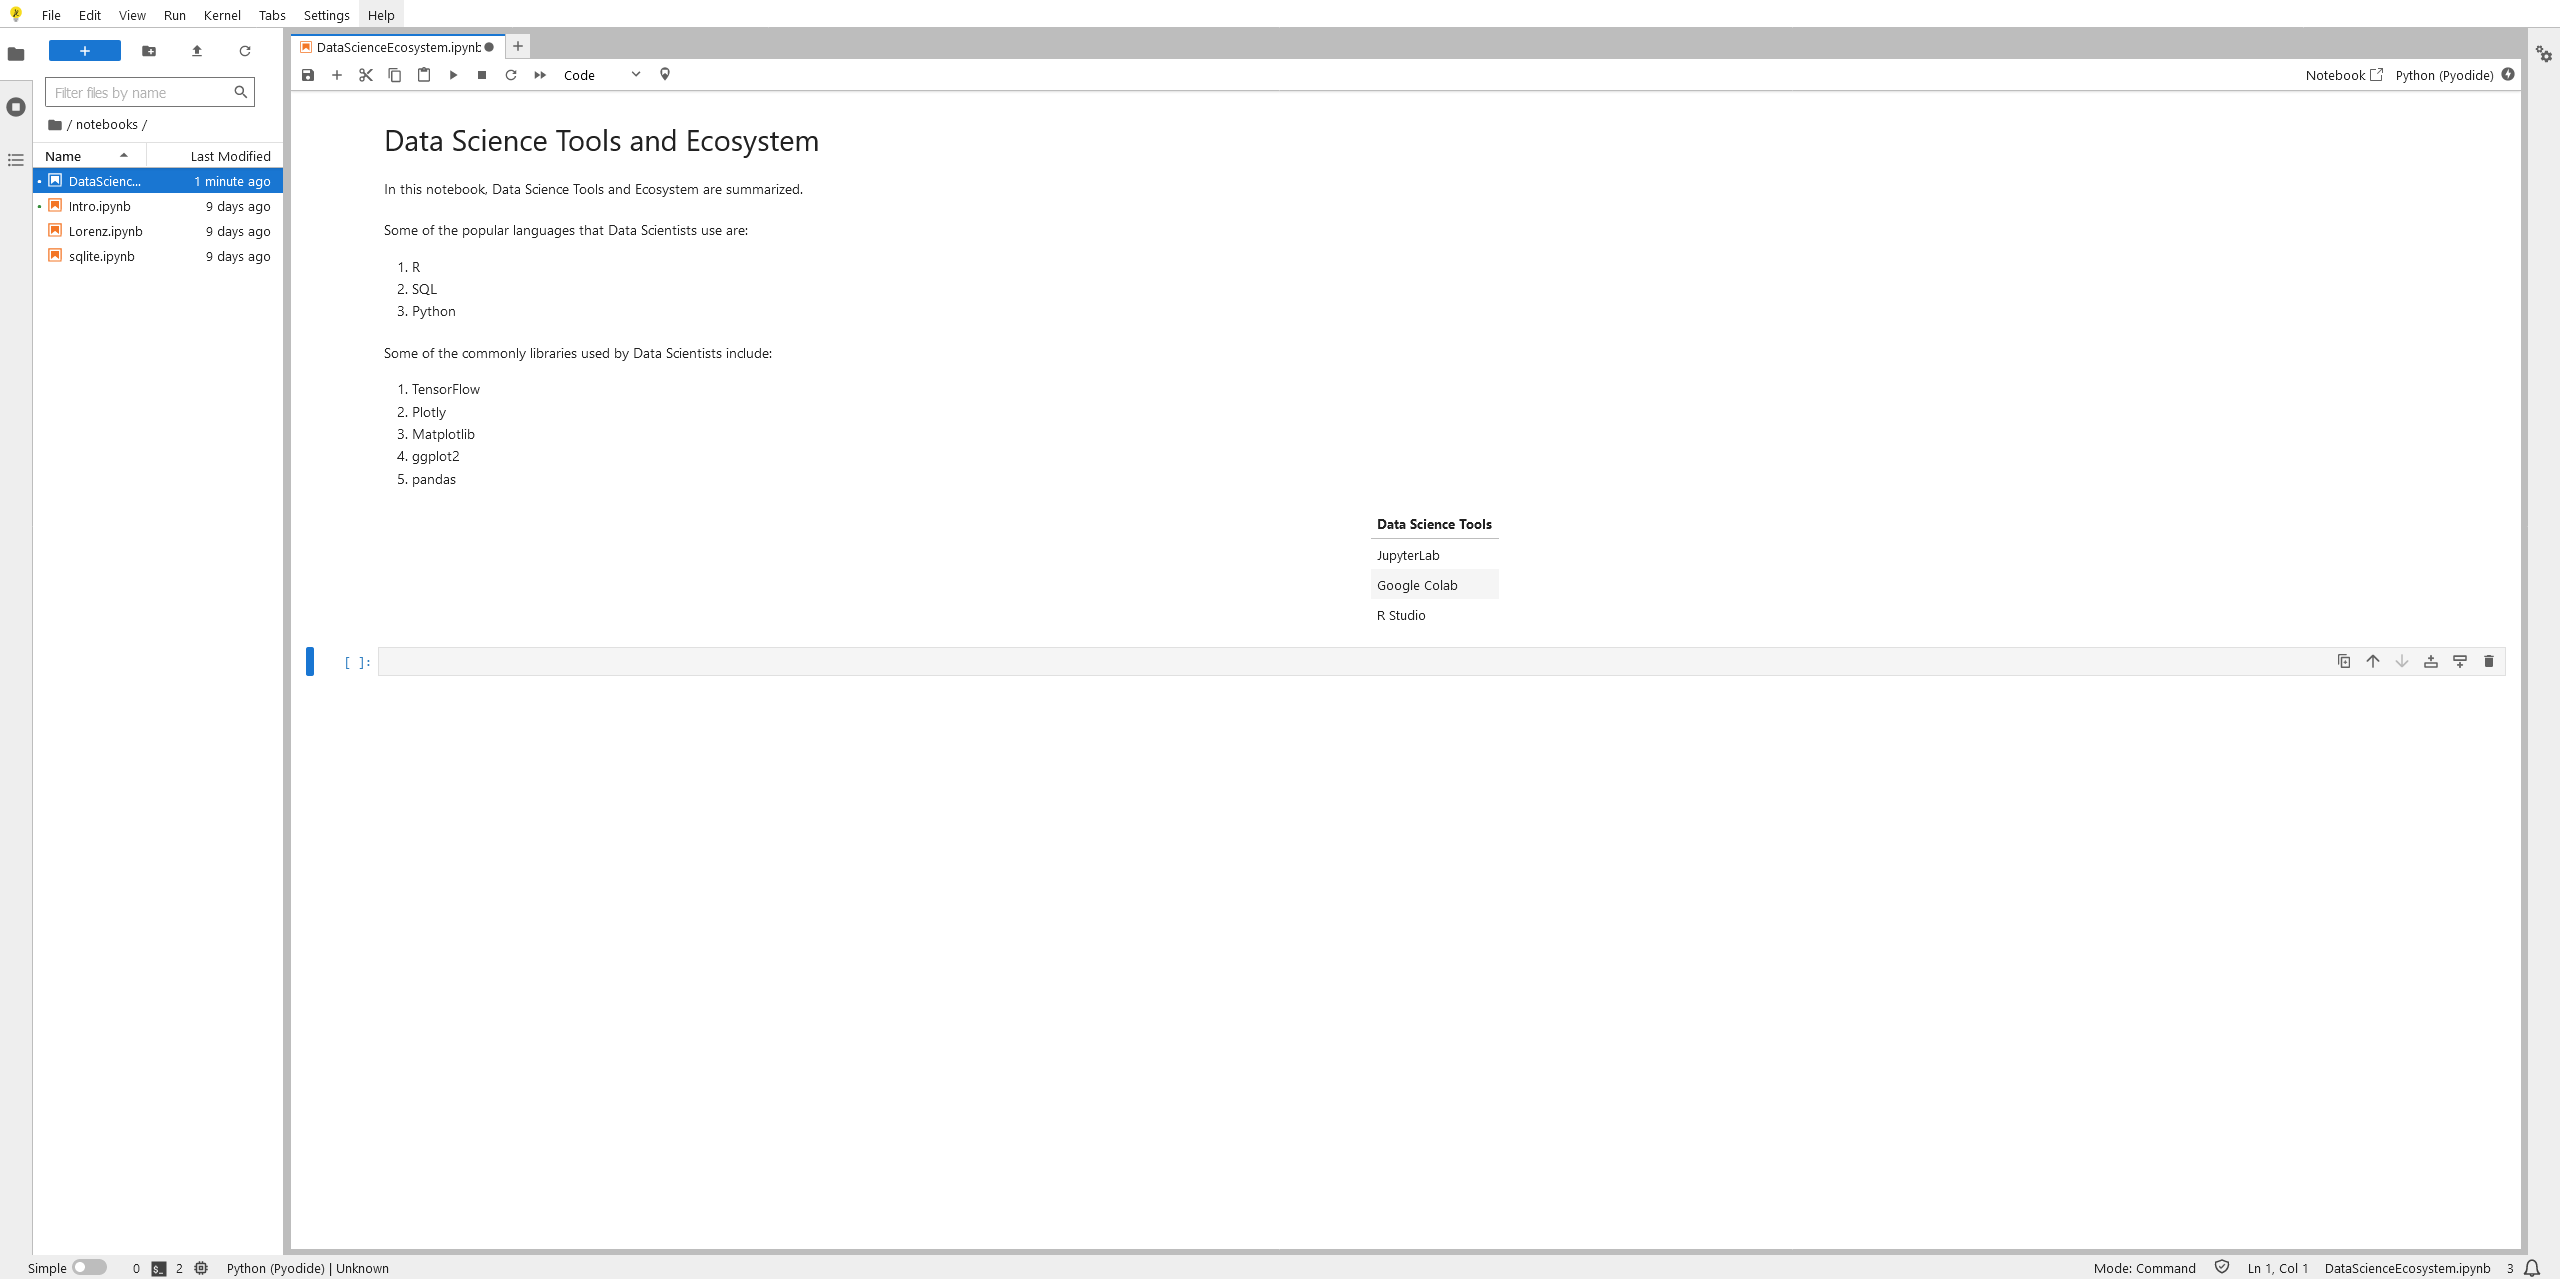 File Edit View Run Kernel Tabs Settings Help
DataScienceEcosystem.ipynb
Filter files by name
Code
Notebook Python (Pyodide)
/ notebooks /
Name Last Modified
DataScienc... 1 minute ago
Intro.ipynb 9 days ago
Lorenz.ipynb 9 days ago
sqlite.ipynb 9 days ago
Data Science Tools and Ecosystem
In this notebook, Data Science Tools and Ecosystem are summarized.
Some of the popular languages that Data Scientists use are:
1. R
2. SQL
3. Python
Some of the commonly libraries used by Data Scientists include:
1. TensorFlow
2. Plotly
3. Matplotlib
4. ggplot2
5. pandas
Data Science Tools
JupyterLab
Google Colab
R Studio
[ ]:
Simple 0 $_ 2 Python (Pyodide) | Unknown Mode: Command Ln 1, Col 1 DataScienceEcosystem.ipynb 3